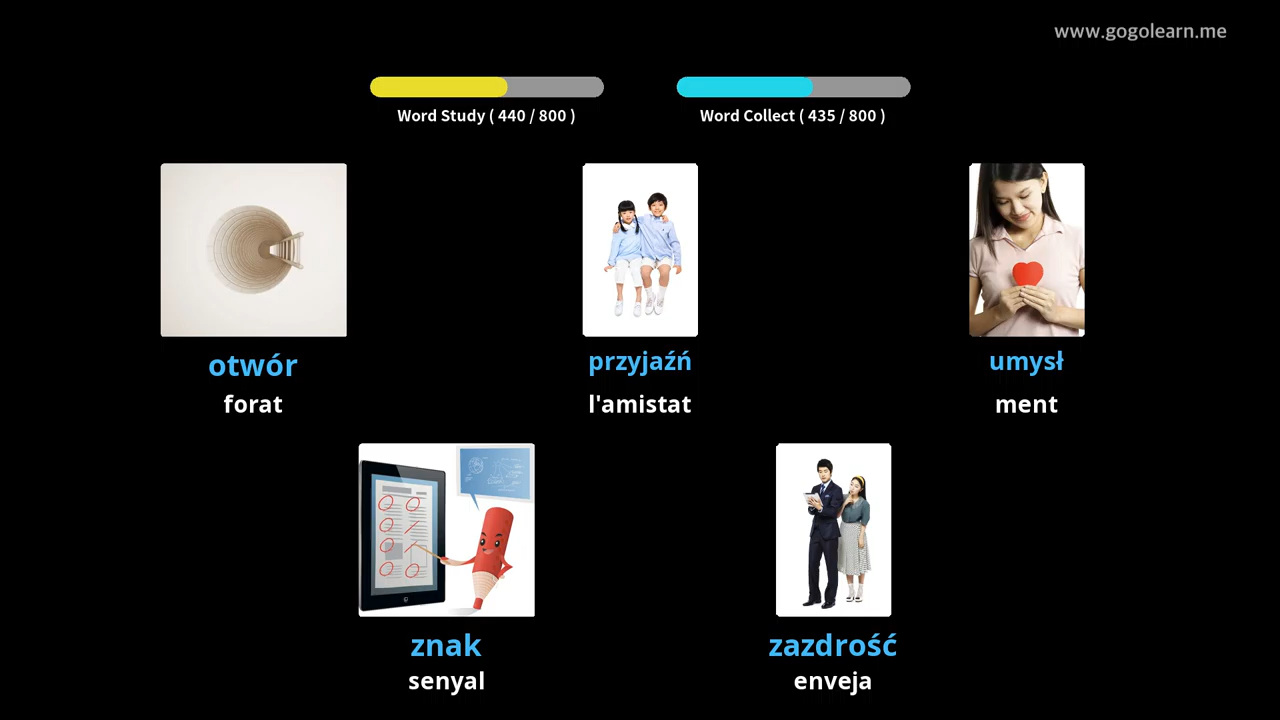 www.gogolearn.me
Word Study ( 440 / 800 )
Word Collect ( 435 / 800 )
otwór
przyjaźń
umysł
forat
l'amistat
ment
znak
zazdrość
senyal
enveja